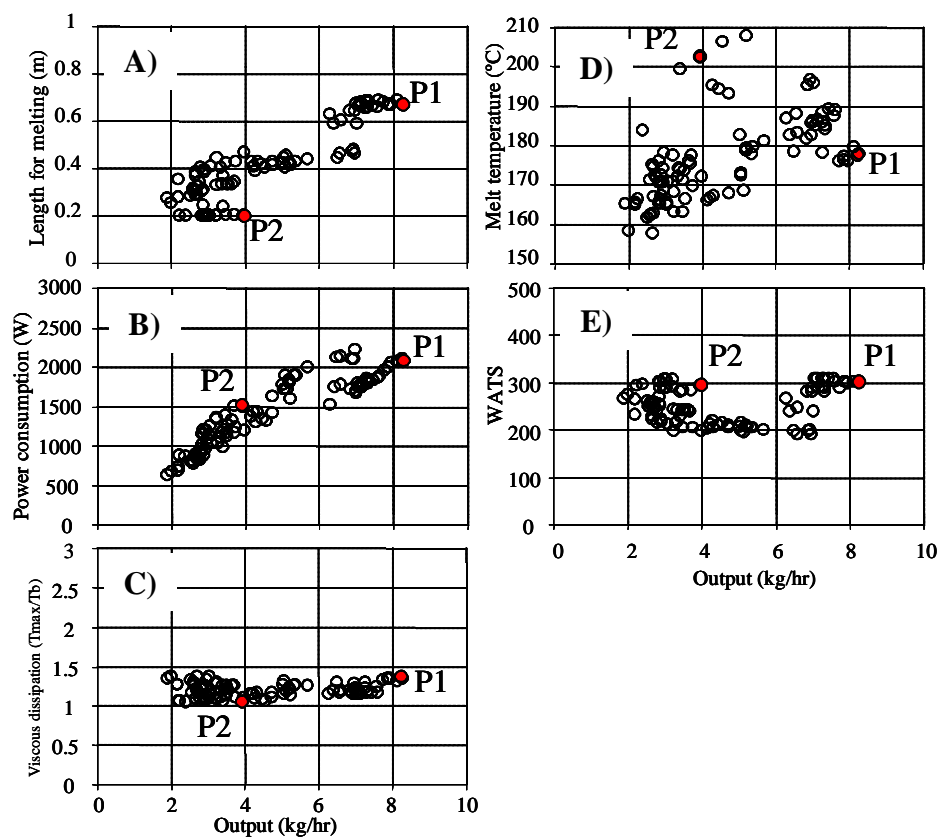 A)
Length for melting (m)
1
0.8
0.6
0.4
0.2
0
P1
P2
B)
Power consumption (W)
3000
2500
2000
1500
1000
500
0
P2
P1
C)
Viscous dissipation (Tmax/Tb)
3
2.5
2
1.5
1
0.5
0
P2
P1
0 2 4 6 8 10
Output (kg/hr)
D)
Melt temperature (ºC)
210
200
190
180
170
160
150
P2
P1
E)
WATS
500
400
300
200
100
0
P2
P1
0 2 4 6 8 10
Output (kg/hr)